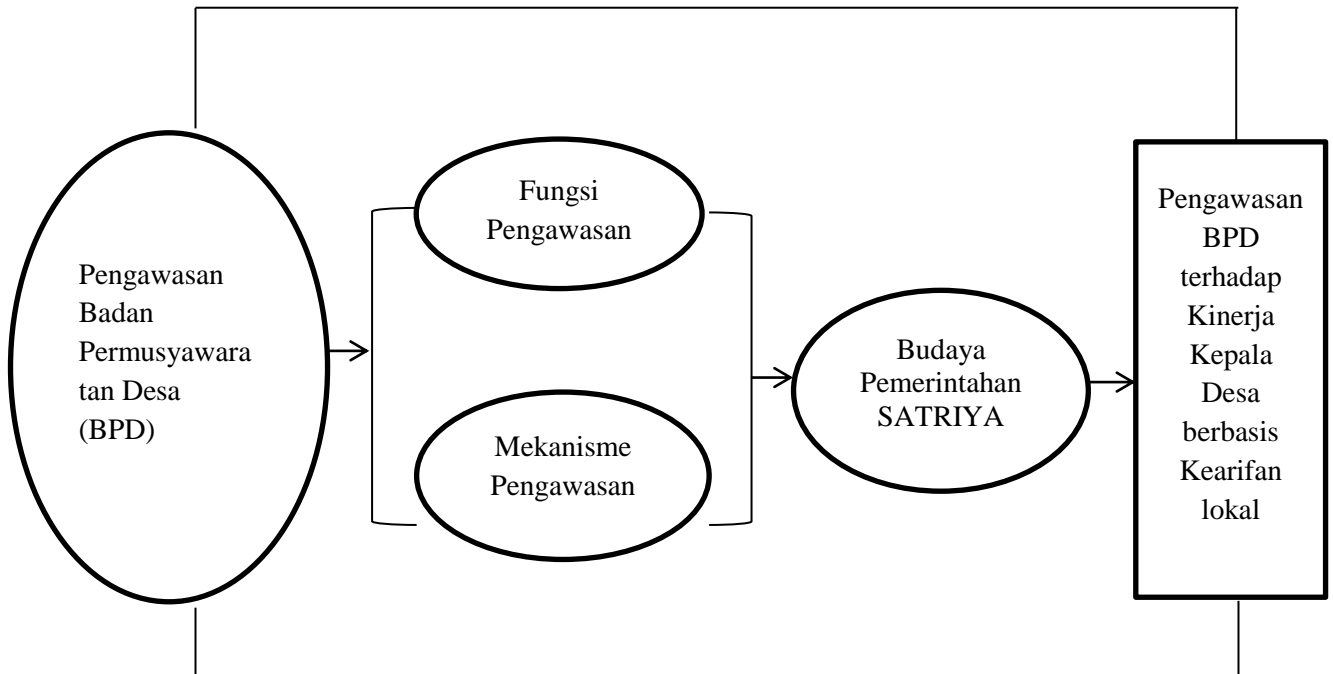 Pengawasan
Badan
Permusyawara
tan Desa
(BPD)
Fungsi
Pengawasan
Mekanisme
Pengawasan
Budaya
Pemerintahan
SATRIYA
Pengawasan
BPD
terhadap
Kinerja
Kepala
Desa
berbasis
Kearifan
lokal